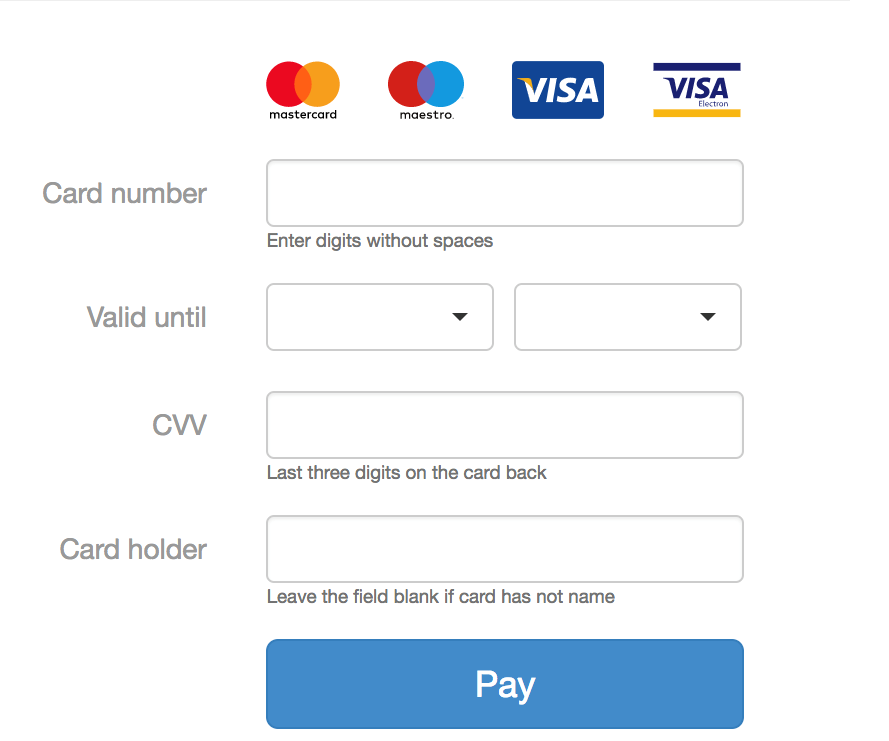 mastercard maestro. VISA VISA
Electron
Card number
Enter digits without spaces
Valid until
CVV
Last three digits on the card back
Card holder
Leave the field blank if card has not name
Pay